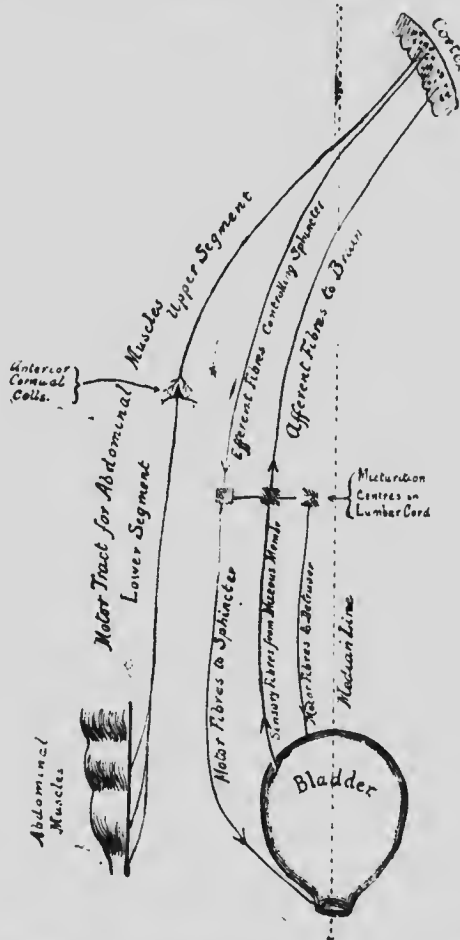 Cortex
Muscles
Upper Segment
Efferent Fibres Controlling Sphincter
Afferent Fibres to Brain
Anterior
Cornual
Cells.
Motor Tract for Abdominal
Lower Segment
Micturition
Centres in
Lumbar Cord
Motor Fibres to Sphincter
Sensory Fibres from Mucous Membr
Motor Fibres to Detrusor
Median Line
Abdominal
Muscles
Bladder